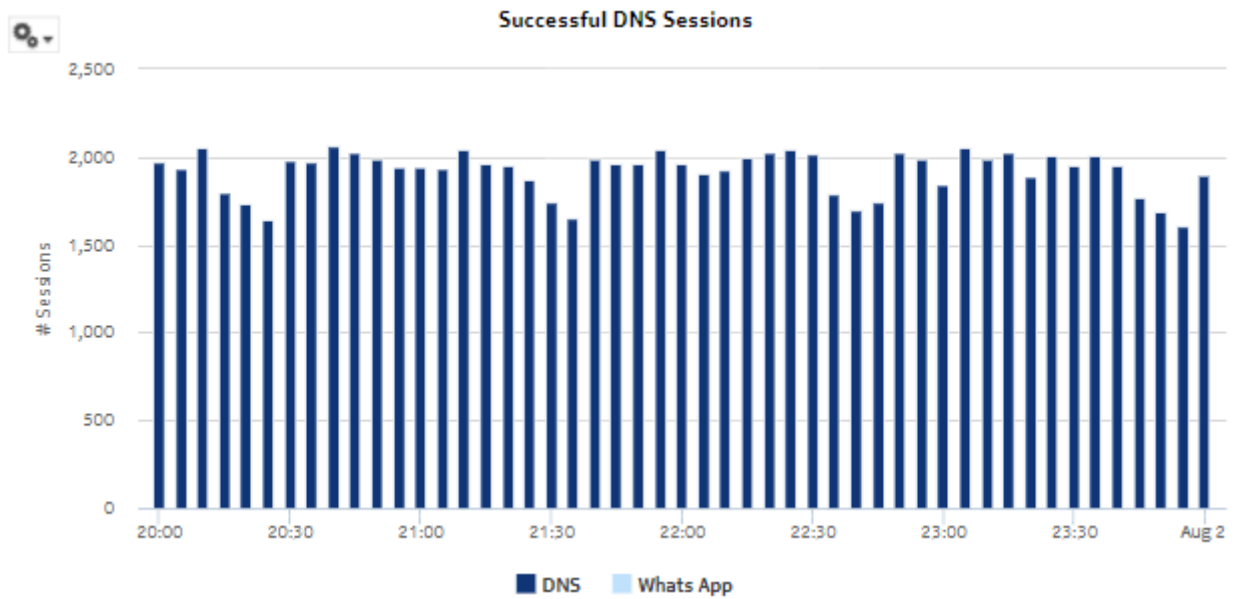 Successful DNS Sessions
2,500
2,000
1,500
1,000
500
0
# Sessions
20:00 20:30 21:00 21:30 22:00 22:30 23:00 23:30 Aug 2
DNS Whats App